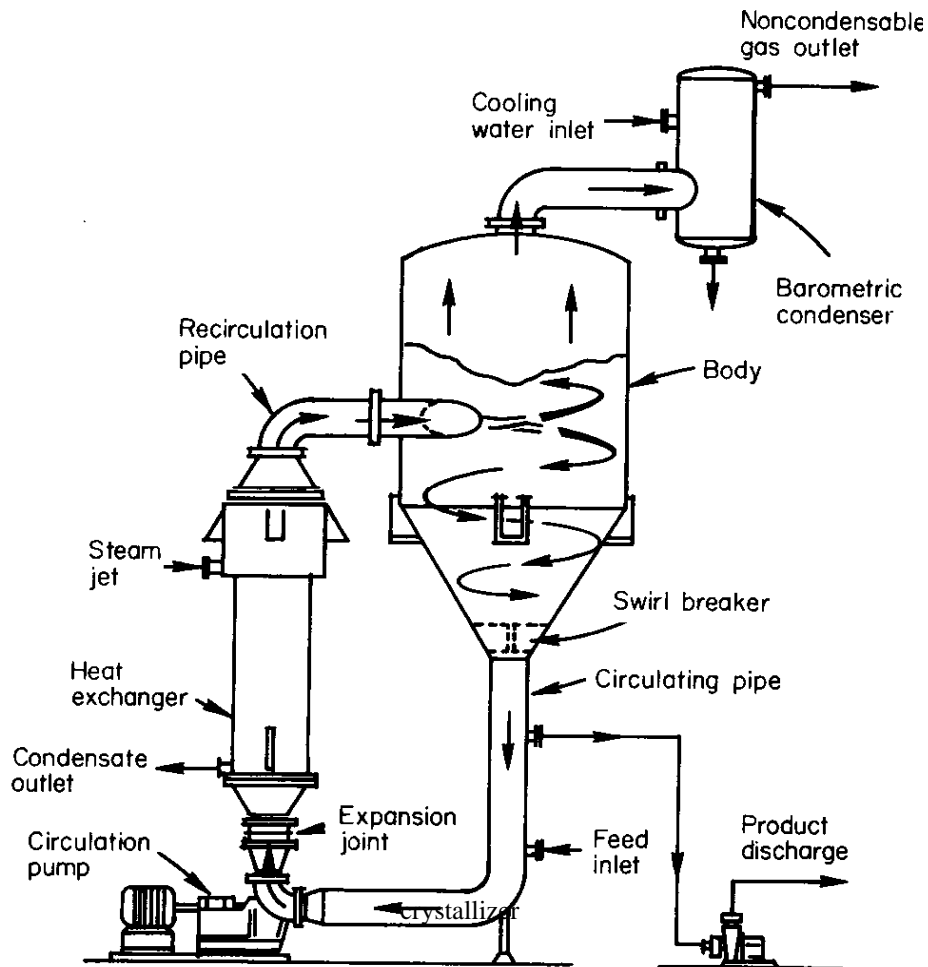 Noncondensable
gas outlet
Cooling
water inlet
Barometric
condenser
Recirculation
pipe
Body
Steam
jet
Swirl breaker
Heat
exchanger
Circulating pipe
Condensate
outlet
Expansion
joint
Circulation
pump
Feed
inlet
Product
discharge
crystallizer